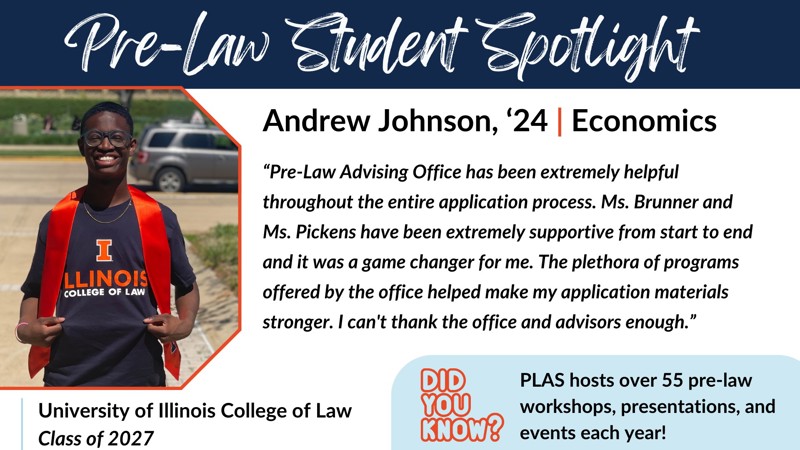 Pre-Law Student Spotlight
Andrew Johnson, ‘24 | Economics
“Pre-Law Advising Office has been extremely helpful
throughout the entire application process. Ms. Brunner and
Ms. Pickens have been extremely supportive from start to end
and it was a game changer for me. The plethora of programs
offered by the office helped make my application materials
stronger. I can't thank the office and advisors enough.”
I
ILLINOIS
COLLEGE OF LAW
University of Illinois College of Law
Class of 2027
DID
YOU
KNOW?
PLAS hosts over 55 pre-law
workshops, presentations, and
events each year!